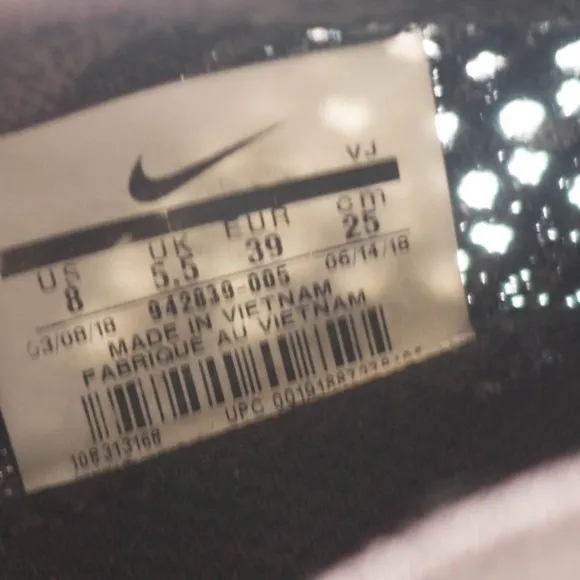 VJ
US UK EUR cm
8 5.5 39 25
03/08/18 942839-005 06/14/18
MADE IN VIETNAM
FABRIQUE AU VIETNAM
UPC
108313168